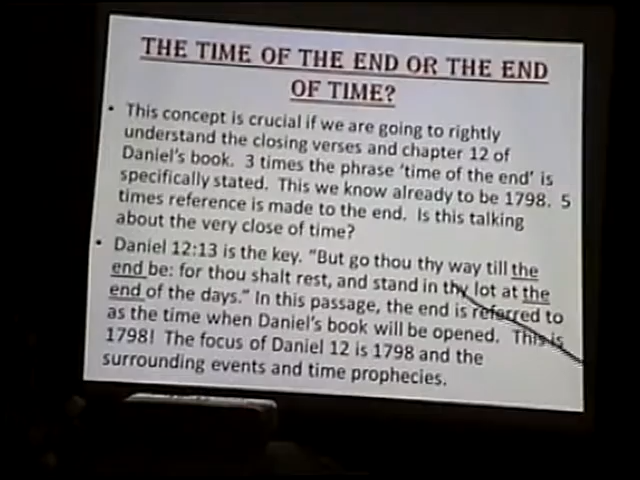 THE TIME OF THE END OR THE END
OF TIME?
• This concept is crucial if we are going to rightly
understand the closing verses and chapter 12 of
Daniel's book. 3 times the phrase 'time of the end' is
specifically stated. This we know already to be 1798. 5
times reference is made to the end. Is this talking
about the very close of time?
• Daniel 12:13 is the key. "But go thou thy way till the
end be: for thou shalt rest, and stand in thy lot at the
end of the days." In this passage, the end is referred to
as the time when Daniel's book will be opened. This is
1798! The focus of Daniel 12 is 1798 and the
surrounding events and time prophecies.